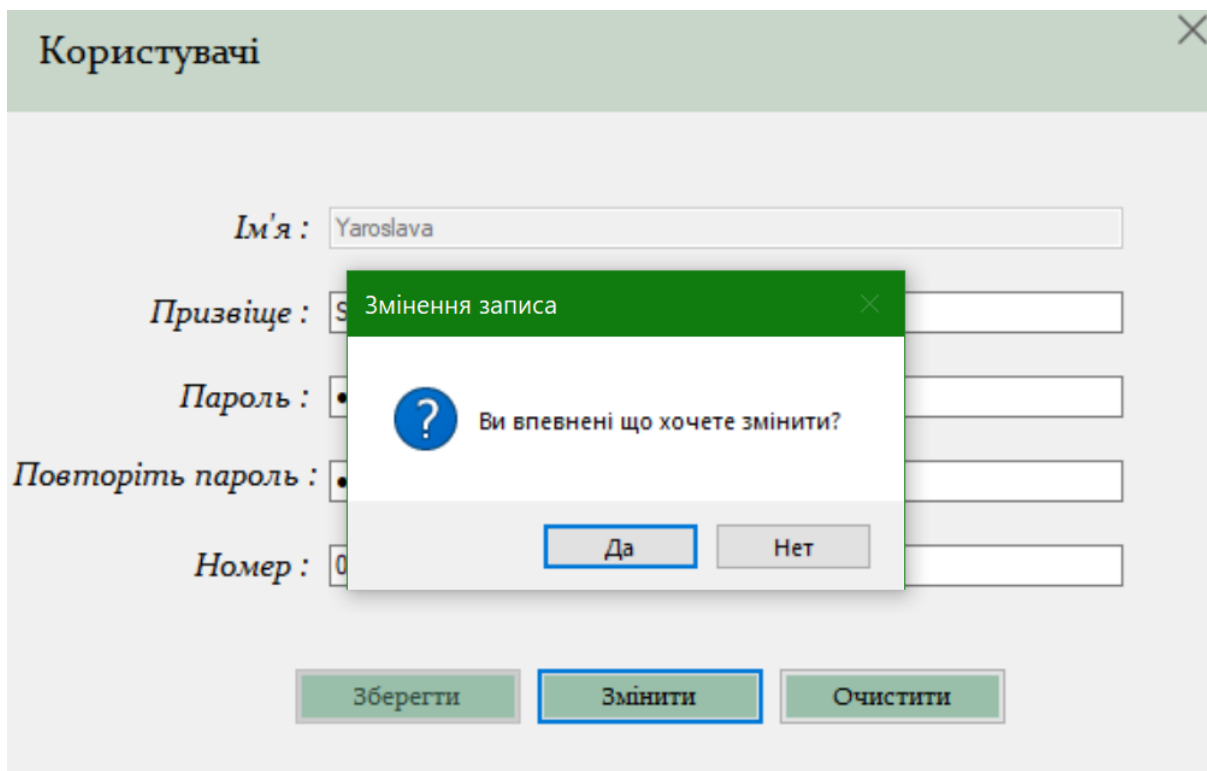 Користувачі
Ім'я : Yaroslava
Призвіще : S
Змінення записа
Пароль :
Ви впевнені що хочете змінити?
Повторіть пароль :
Да Нет
Номер : 0
Зберегти Змінити Очистити